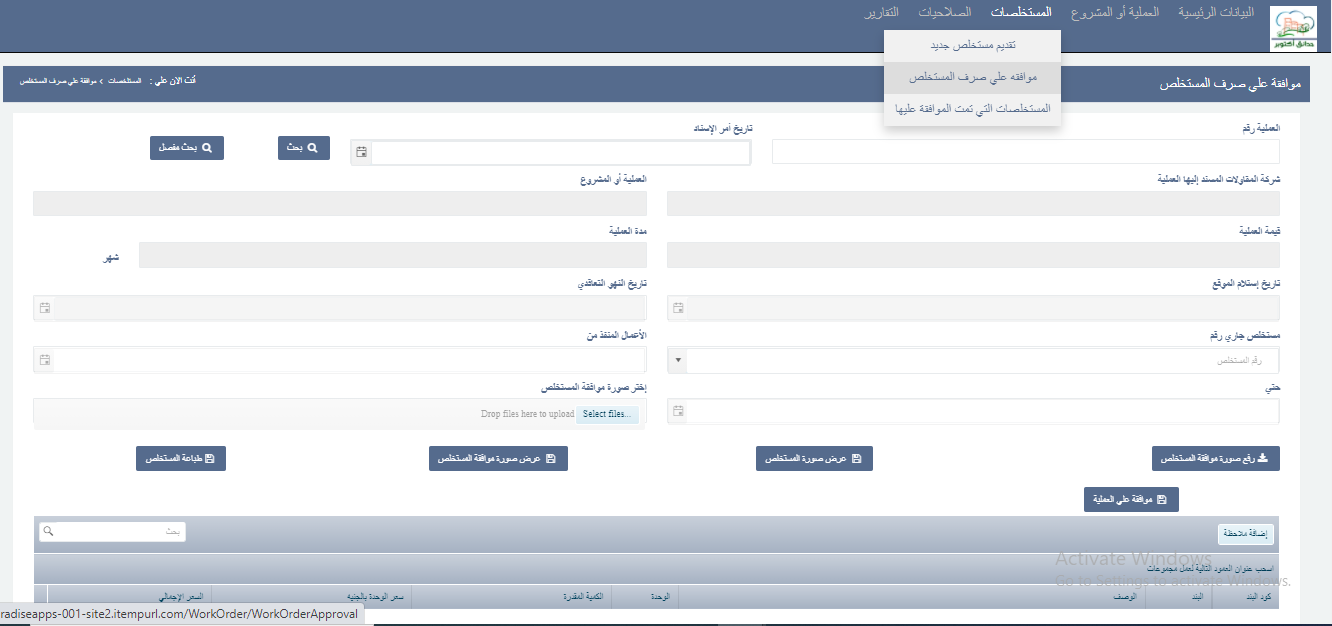 البيانات الرئيسية العملية أو المشروع المستخلصات الصلاحيات التقارير
حدائق أكتوبر
تقديم مستخلص جديد
موافقه علي صرف المستخلص
المستخلصات التي تمت الموافقة عليها
موافقة علي صرف المستخلص
أنت الان علي : المستخلصات › موافقة علي صرف المستخلص
العملية رقم
تاريخ أمر الإسناد
بحث
بحث مفصل
شركة المقاولات المسند إليها العملية
العملية أو المشروع
قيمة العملية
مدة العملية
شهر
تاريخ إستلام الموقع
تاريخ النهو التعاقدي
مستخلص جاري رقم
الأعمال المنفذ من
رقم المستخلص
حتي
إختر صورة موافقة المستخلص
Select files... Drop files here to upload
رفع صورة موافقة المستخلص
عرض صورة المستخلص
عرض صورة موافقة المستخلص
طباعة المستخلص
موافقة علي العملية
إضافة ملاحظة
بحث
Activate Windows
اسحب عنوان العمود التالية لعمل مجموعات
Go to Settings to activate Windows.
كود البند البند الوصف الوحدة الكمية المقدرة سعر الوحدة بالجنيه السعر الإجمالي
radiseapps-001-site2.itempurl.com/WorkOrder/WorkOrderApproval